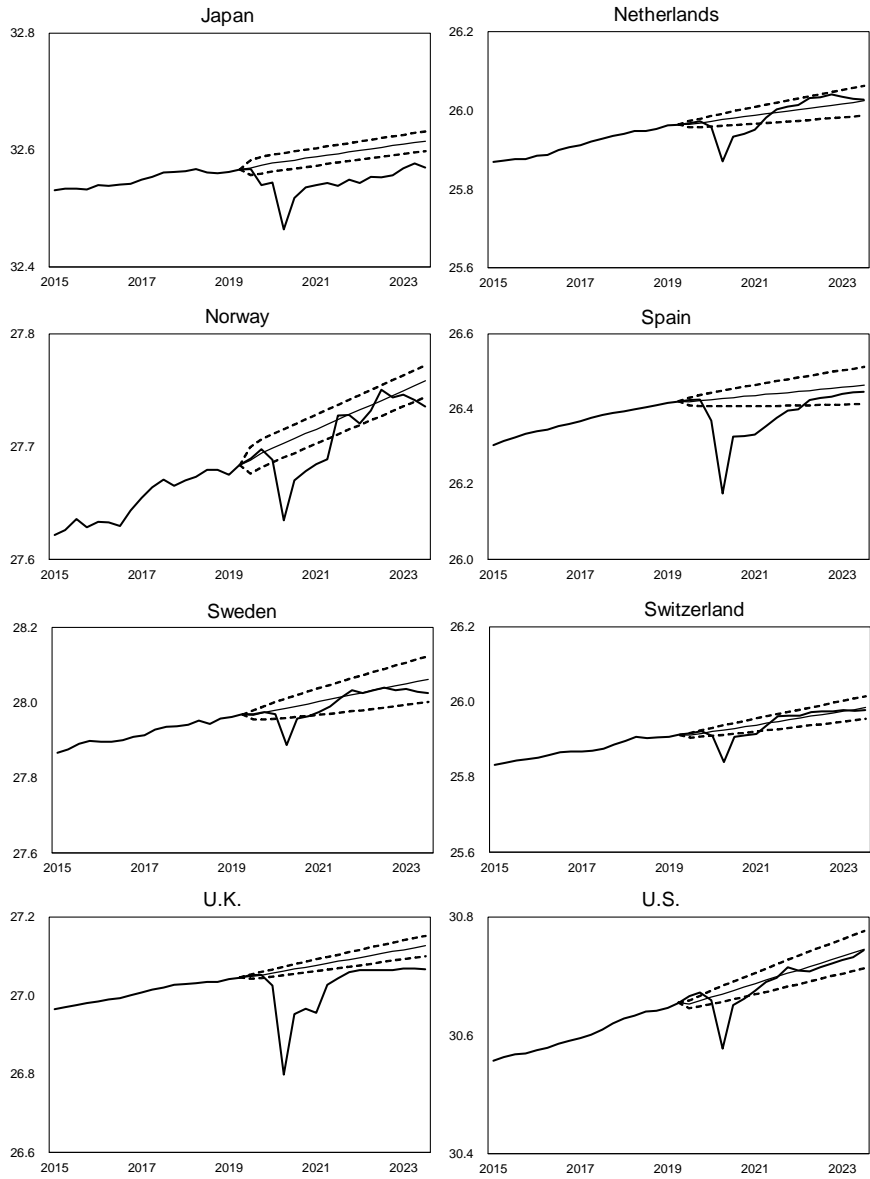 Japan
32.8
32.6
32.4
2015 2017 2019 2021 2023
Netherlands
26.2
26.0
25.8
25.6
2015 2017 2019 2021 2023
Norway
27.8
27.7
27.6
2015 2017 2019 2021 2023
Spain
26.6
26.4
26.2
26.0
2015 2017 2019 2021 2023
Sweden
28.2
28.0
27.8
27.6
2015 2017 2019 2021 2023
Switzerland
26.2
26.0
25.8
25.6
2015 2017 2019 2021 2023
U.K.
27.2
27.0
26.8
26.6
2015 2017 2019 2021 2023
U.S.
30.8
30.6
30.4
2015 2017 2019 2021 2023